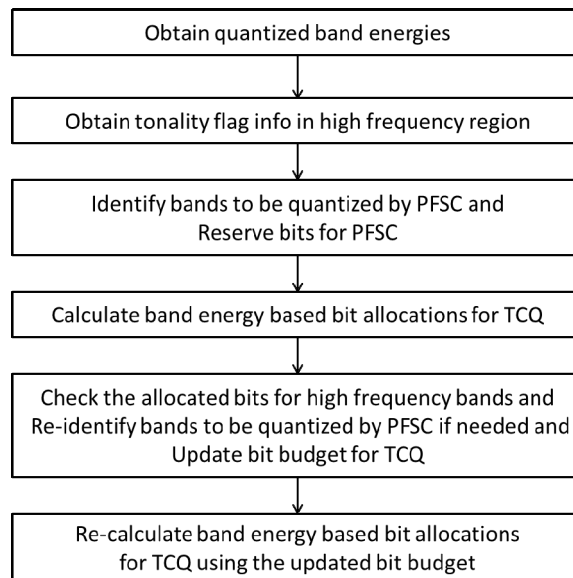 Obtain quantized band energies
Obtain tonality flag info in high frequency region
Identify bands to be quantized by PFSC and
Reserve bits for PFSC
Calculate band energy based bit allocations for TCQ
Check the allocated bits for high frequency bands and
Re-identify bands to be quantized by PFSC if needed and
Update bit budget for TCQ
Re-calculate band energy based bit allocations
for TCQ using the updated bit budget